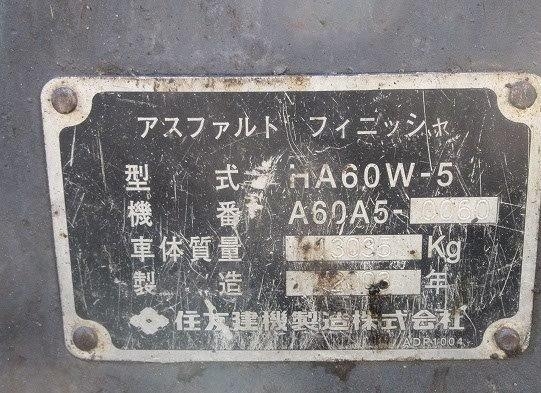 アスファルト フィニッシャ
型式 HA60W-5
機番 A60A5-0060
車体質量 13035 Kg
製造 年
住友建機製造株式会社
ADP1004